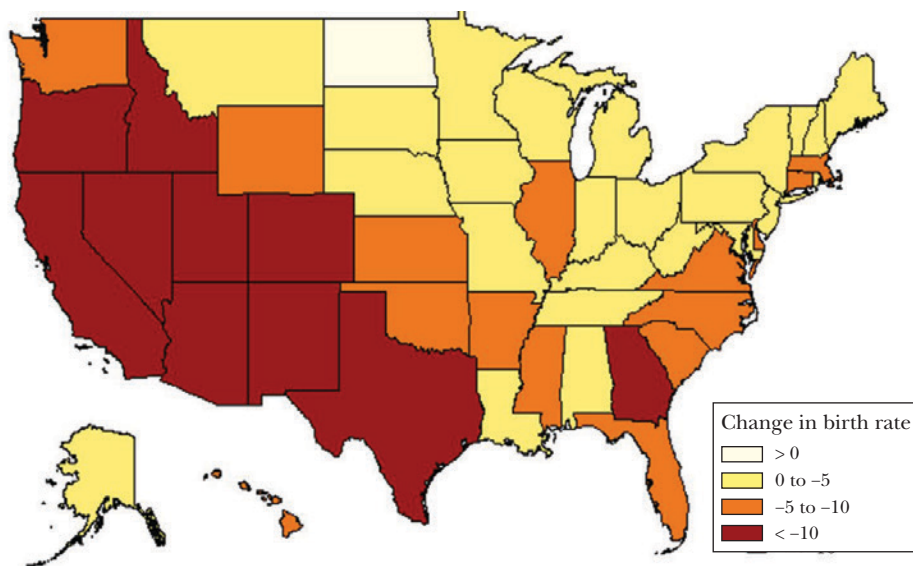 Change in birth rate
> 0
0 to –5
–5 to –10
< –10